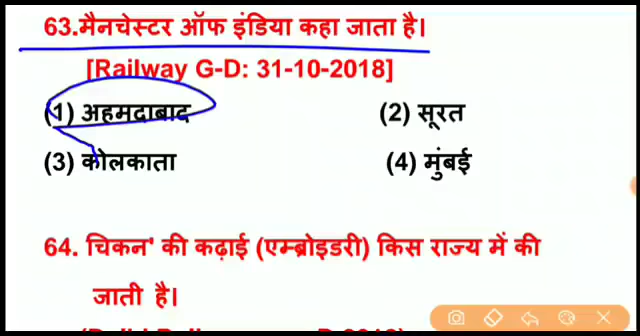 63.मैनचेस्टर ऑफ इंडिया कहा जाता है।
[Railway G-D: 31-10-2018]
(1) अहमदाबाद (2) सूरत
(3) कोलकाता (4) मुंबई
64. चिकन' की कढ़ाई (एम्ब्रोइडरी) किस राज्य में की
जाती है।